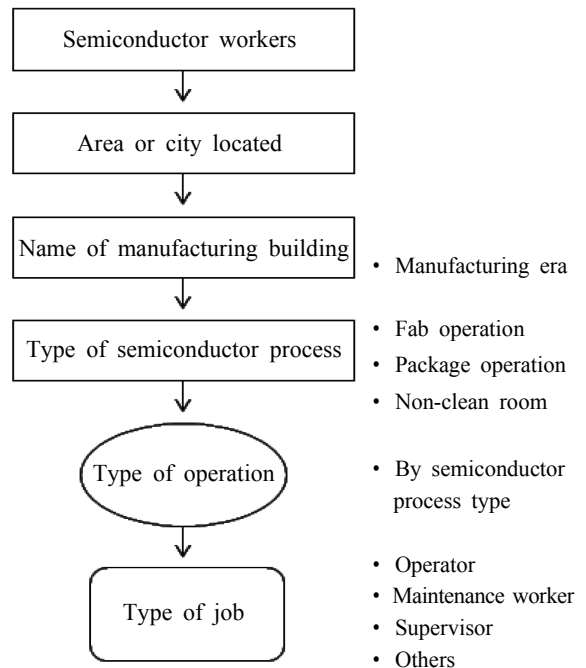 Semiconductor workers
Area or city located
Name of manufacturing building
• Manufacturing era
Type of semiconductor process
• Fab operation
• Package operation
• Non-clean room
Type of operation
• By semiconductor
process type
Type of job
• Operator
• Maintenance worker
• Supervisor
• Others